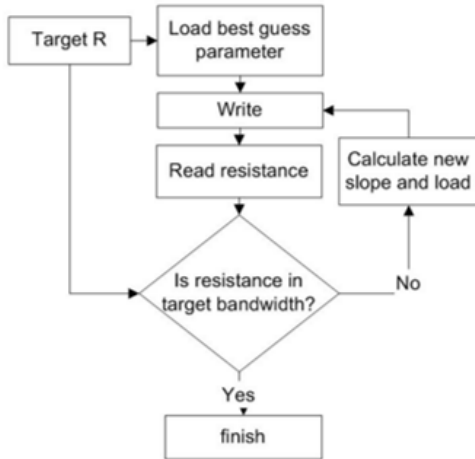 Target R
Load best guess
parameter
Write
Read resistance
Calculate new
slope and load
Is resistance in
target bandwidth?
No
Yes
finish